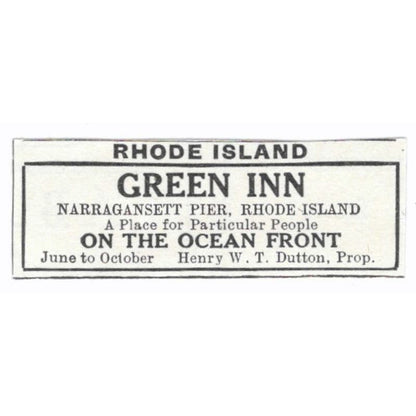 RHODE ISLAND
GREEN INN
NARRAGANSETT PIER, RHODE ISLAND
A Place for Particular People
ON THE OCEAN FRONT
June to October Henry W. T. Dutton, Prop.